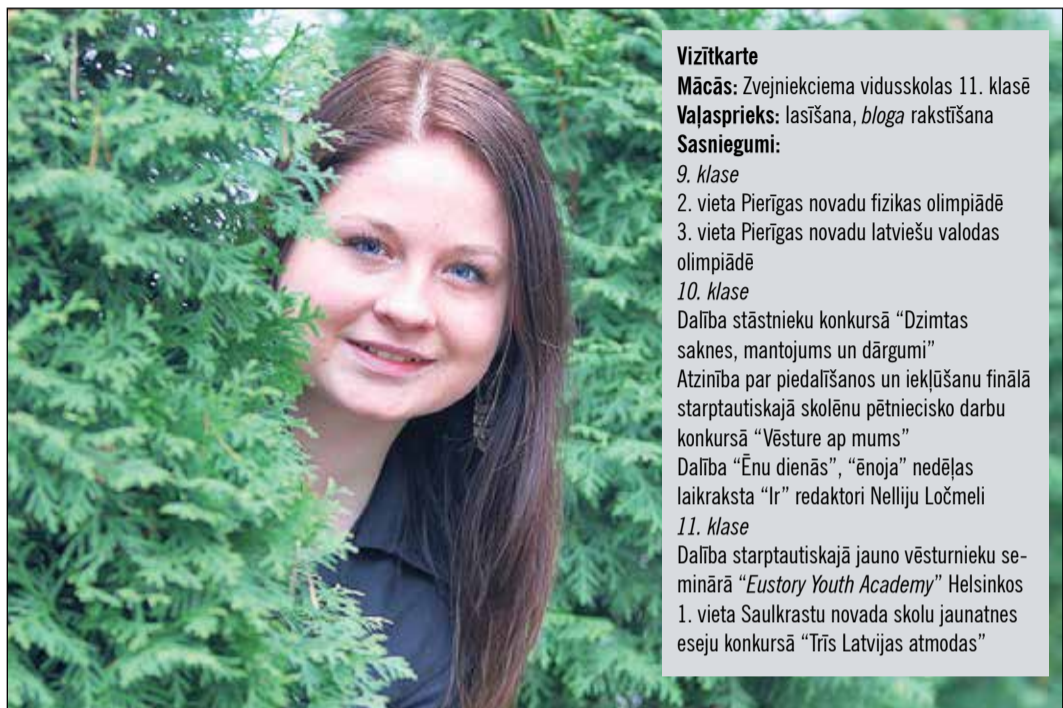 Vizītkarte
Mācās: Zvejniekciema vidusskolas 11. klasē
Vaļasprieks: lasīšana, bloga rakstīšana
Sasniegumi:
9. klase
2. vieta Pierīgas novadu fizikas olimpiādē
3. vieta Pierīgas novadu latviešu valodas
olimpiādē
10. klase
Dalība stāstnieku konkursā “Dzimtas
saknes, mantojums un dārgumi”
Atzinība par piedalīšanos un iekļūšanu finālā
starptautiskajā skolēnu pētniecisko darbu
konkursā “Vēsture ap mums”
Dalība “Ēnu dienās”, “ēnoja” nedēļas
laikraksta “Ir” redaktori Nelliju Ločmeli
11. klase
Dalība starptautiskajā jauno vēsturnieku se-
minārā “Eustory Youth Academy” Helsinkos
1. vieta Saulkrastu novada skolu jaunatnes
eseju konkursā “Trīs Latvijas atmodas”